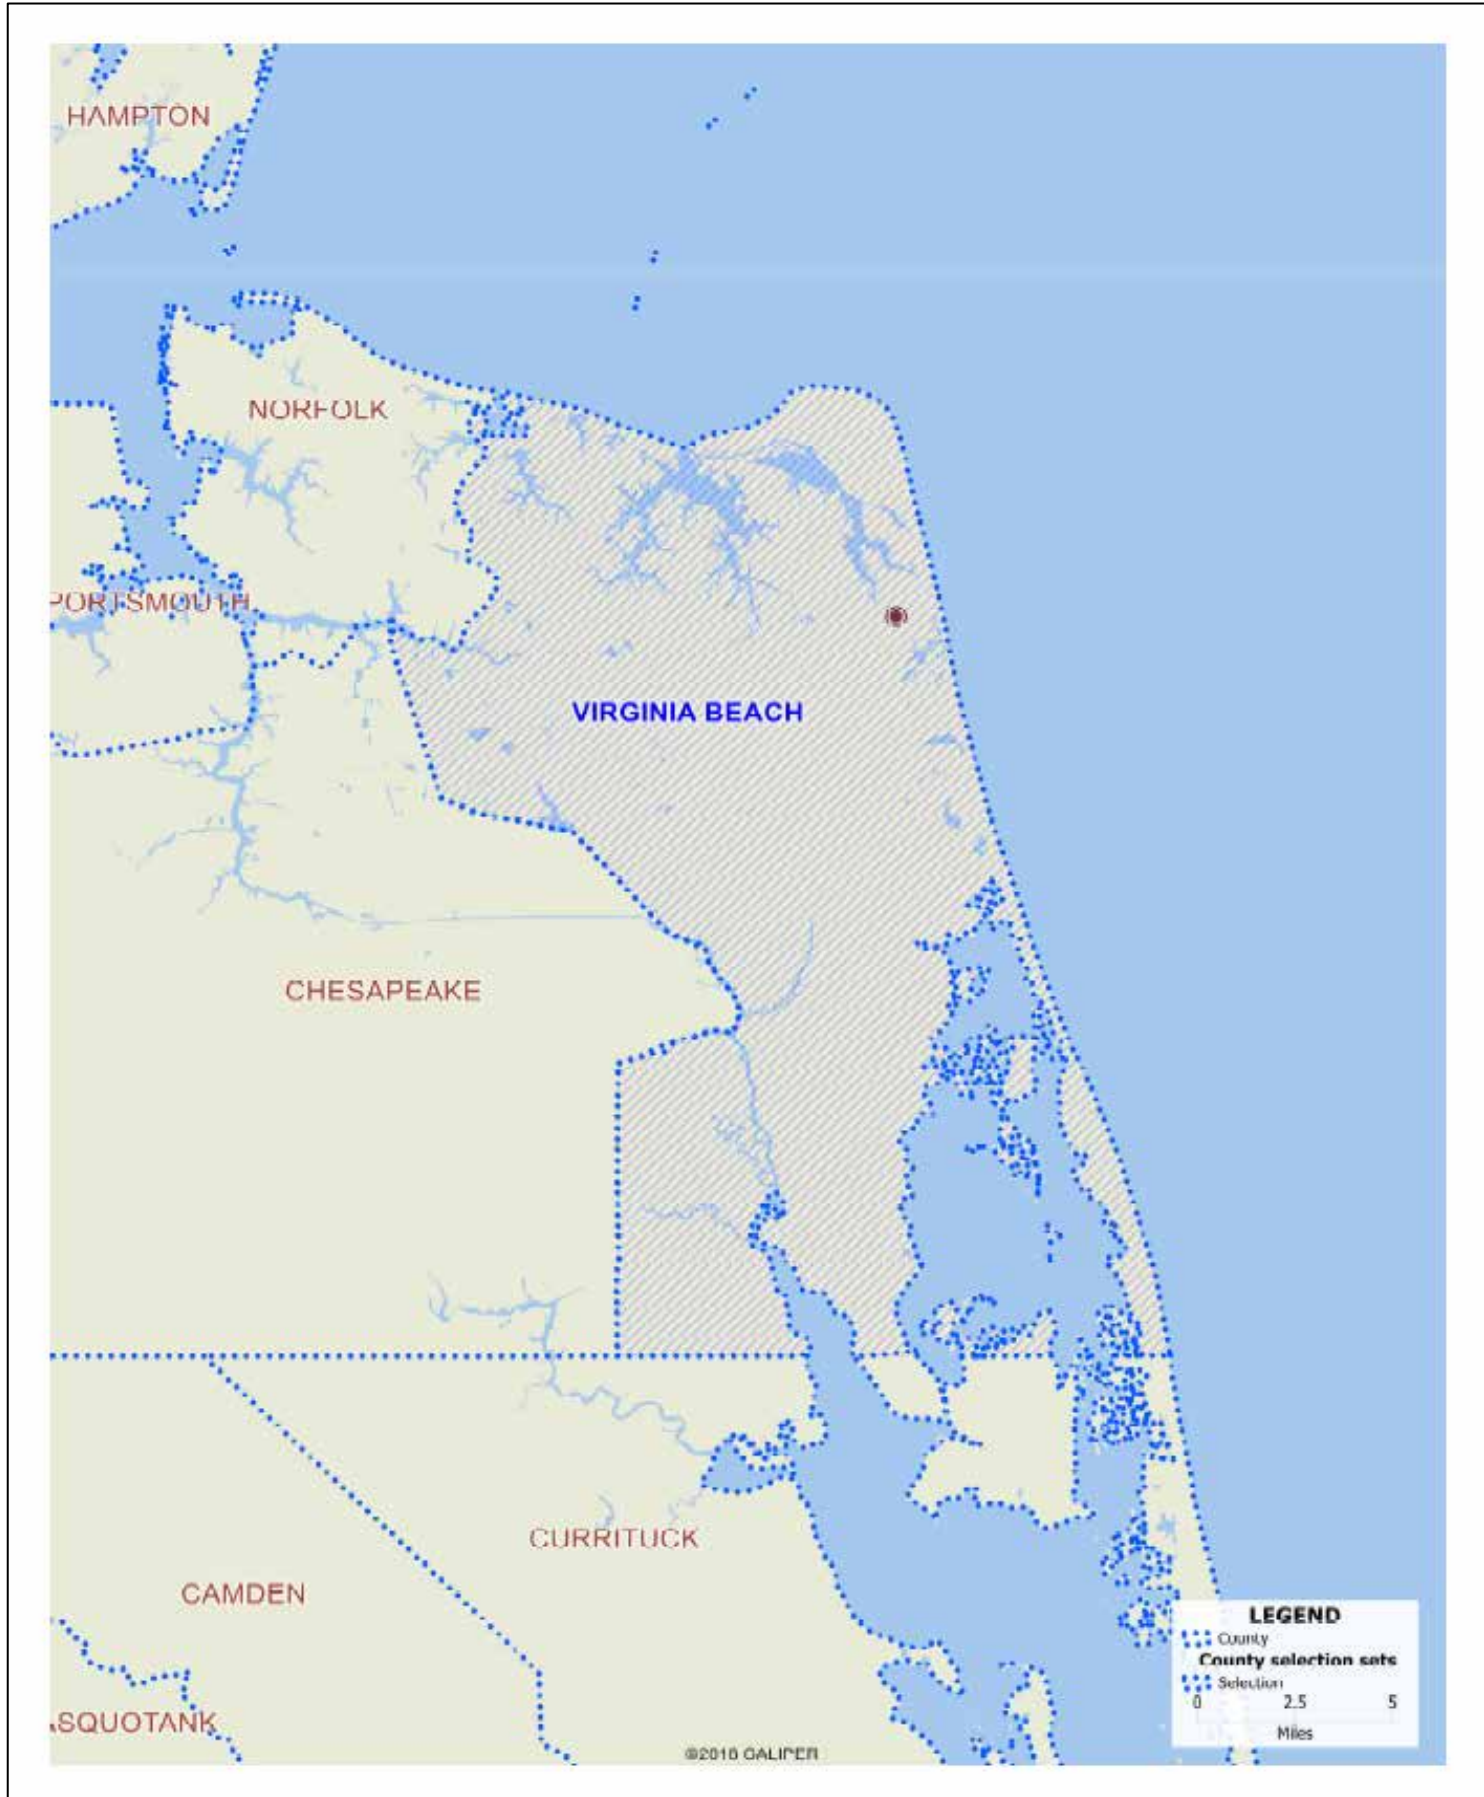 HAMPTON
NORFOLK
PORTSMOUTH
VIRGINIA BEACH
CHESAPEAKE
CURRITUCK
CAMDEN
ASQUOTANK
LEGEND
County
County selection sets
Selection
0 2.5 5
Miles
©2018 CALIPER